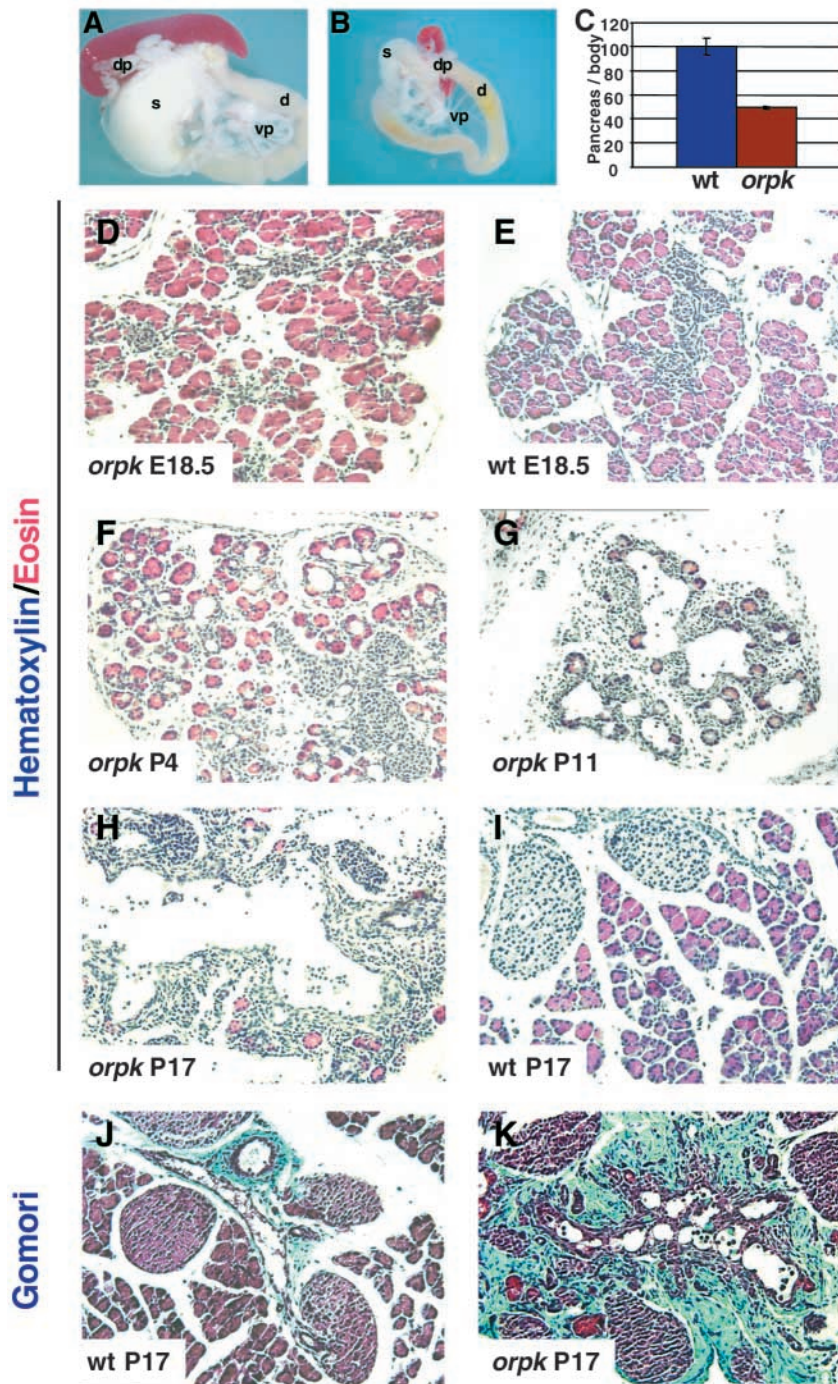 A
dp
s
d
vp
B
s
dp
d
vp
C
Pancreas / body
120
100
80
60
40
20
0
wt
orpk
Hematoxylin/Eosin
D
orpk E18.5
E
wt E18.5
F
orpk P4
G
orpk P11
H
orpk P17
I
wt P17
Gomori
J
wt P17
K
orpk P17